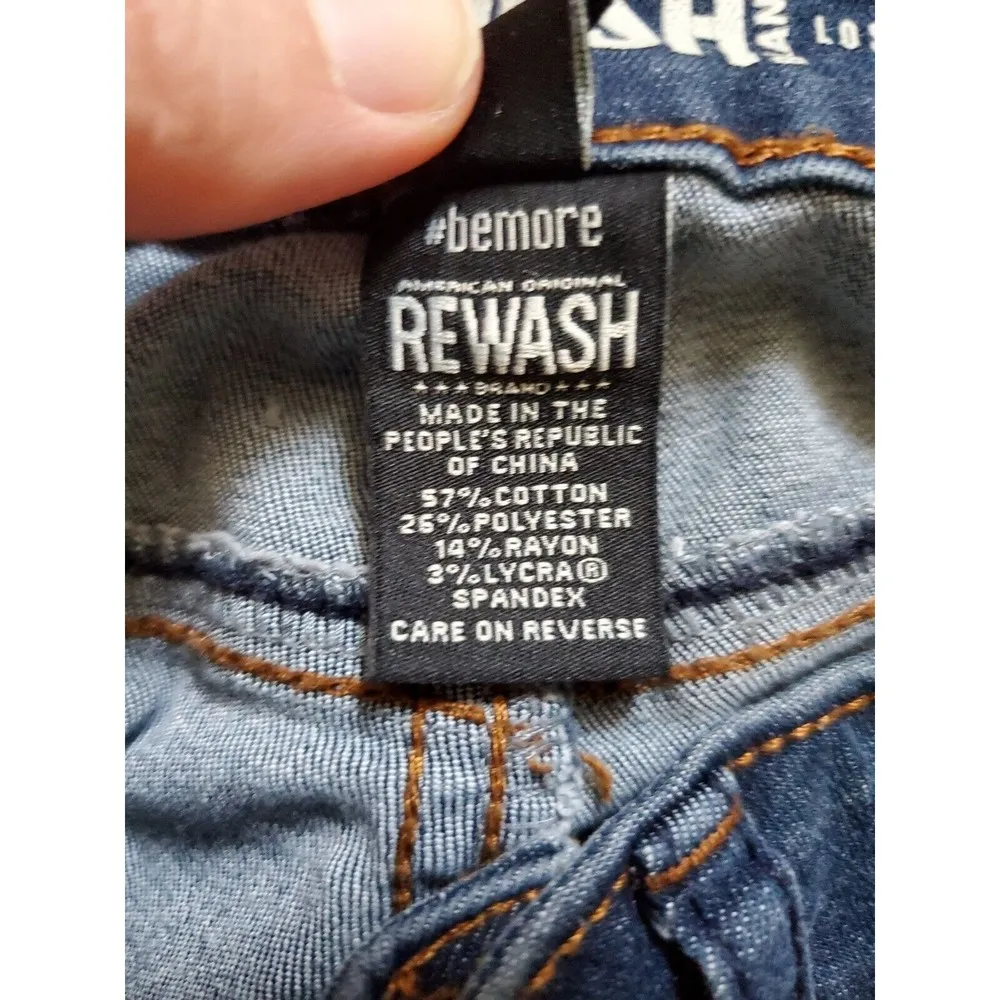 LOS
#bemore
AMERICAN ORIGINAL
REWASH
★★★BRAND★★★
MADE IN THE
PEOPLE'S REPUBLIC
OF CHINA
57%COTTON
26%POLYESTER
14%RAYON
3%LYCRA®
SPANDEX
CARE ON REVERSE